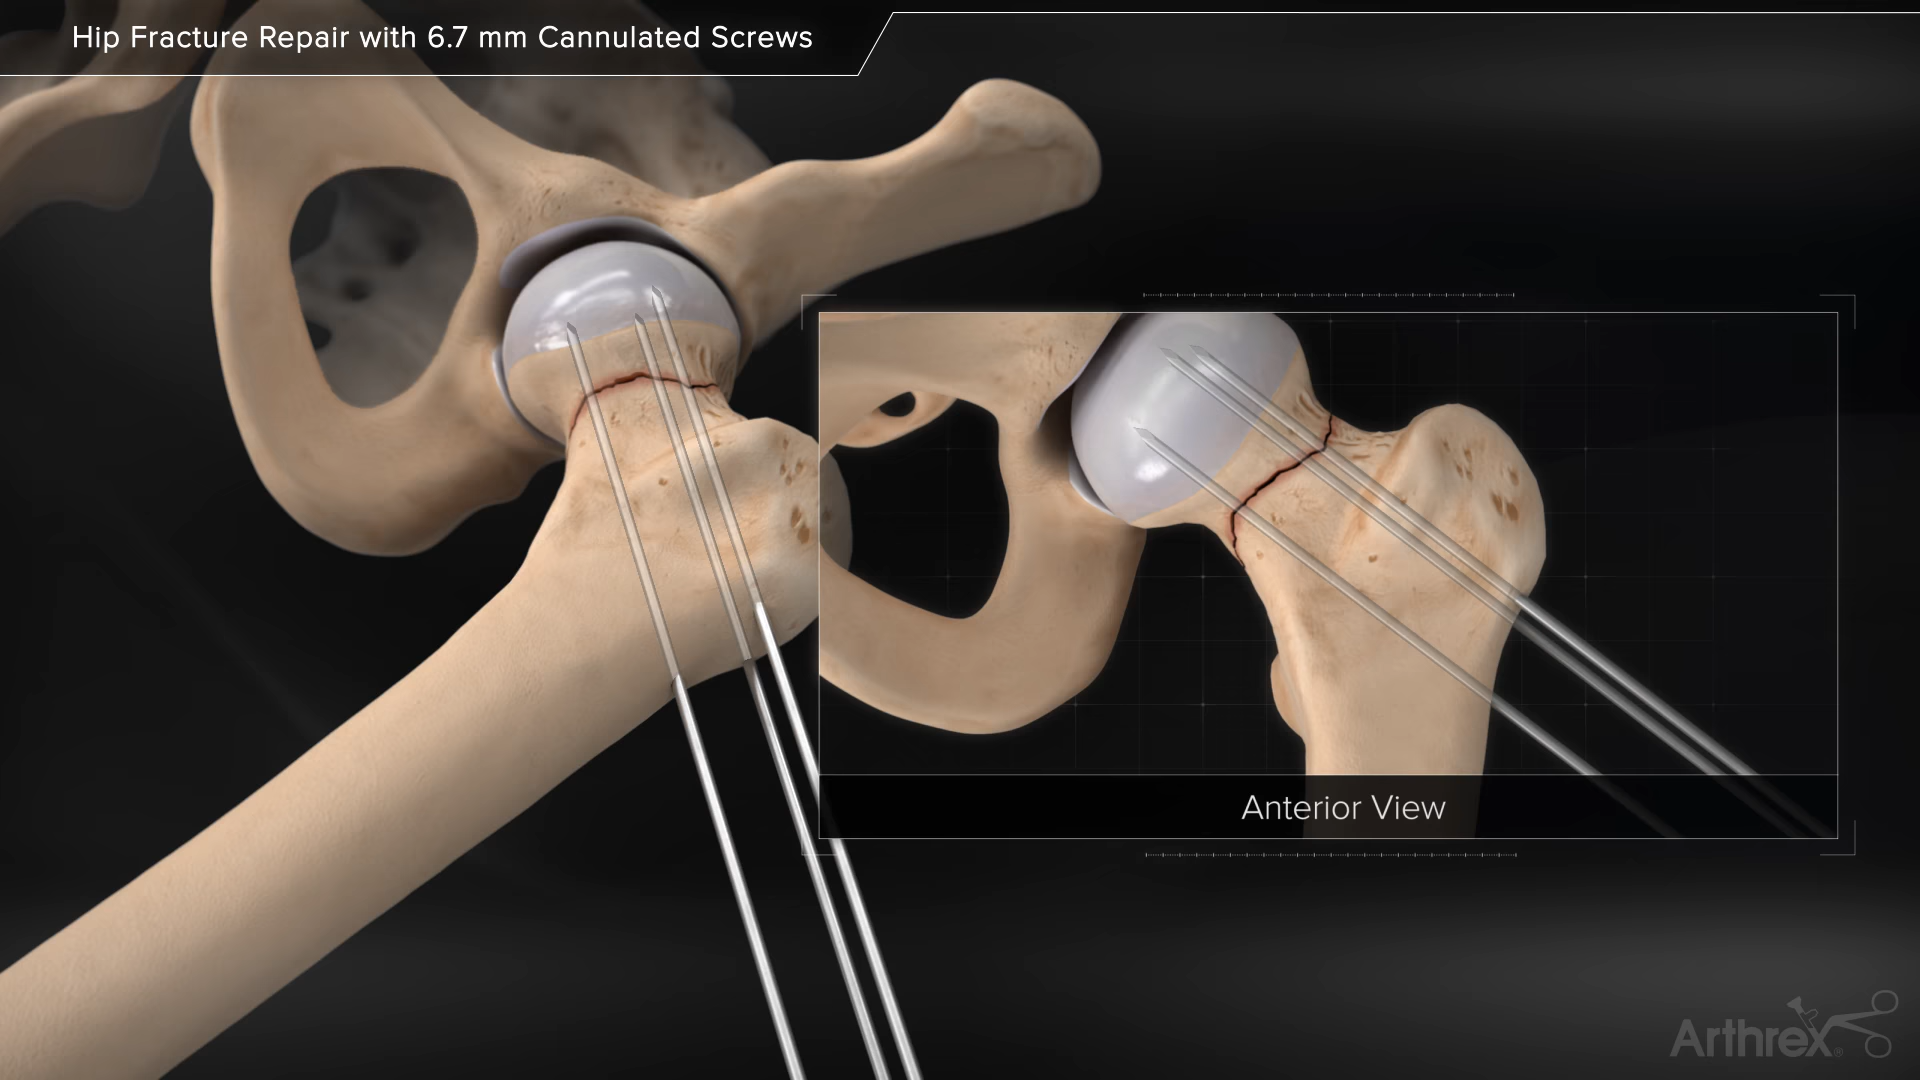 Hip Fracture Repair with 6.7 mm Cannulated Screws
Anterior View
Arthrex®